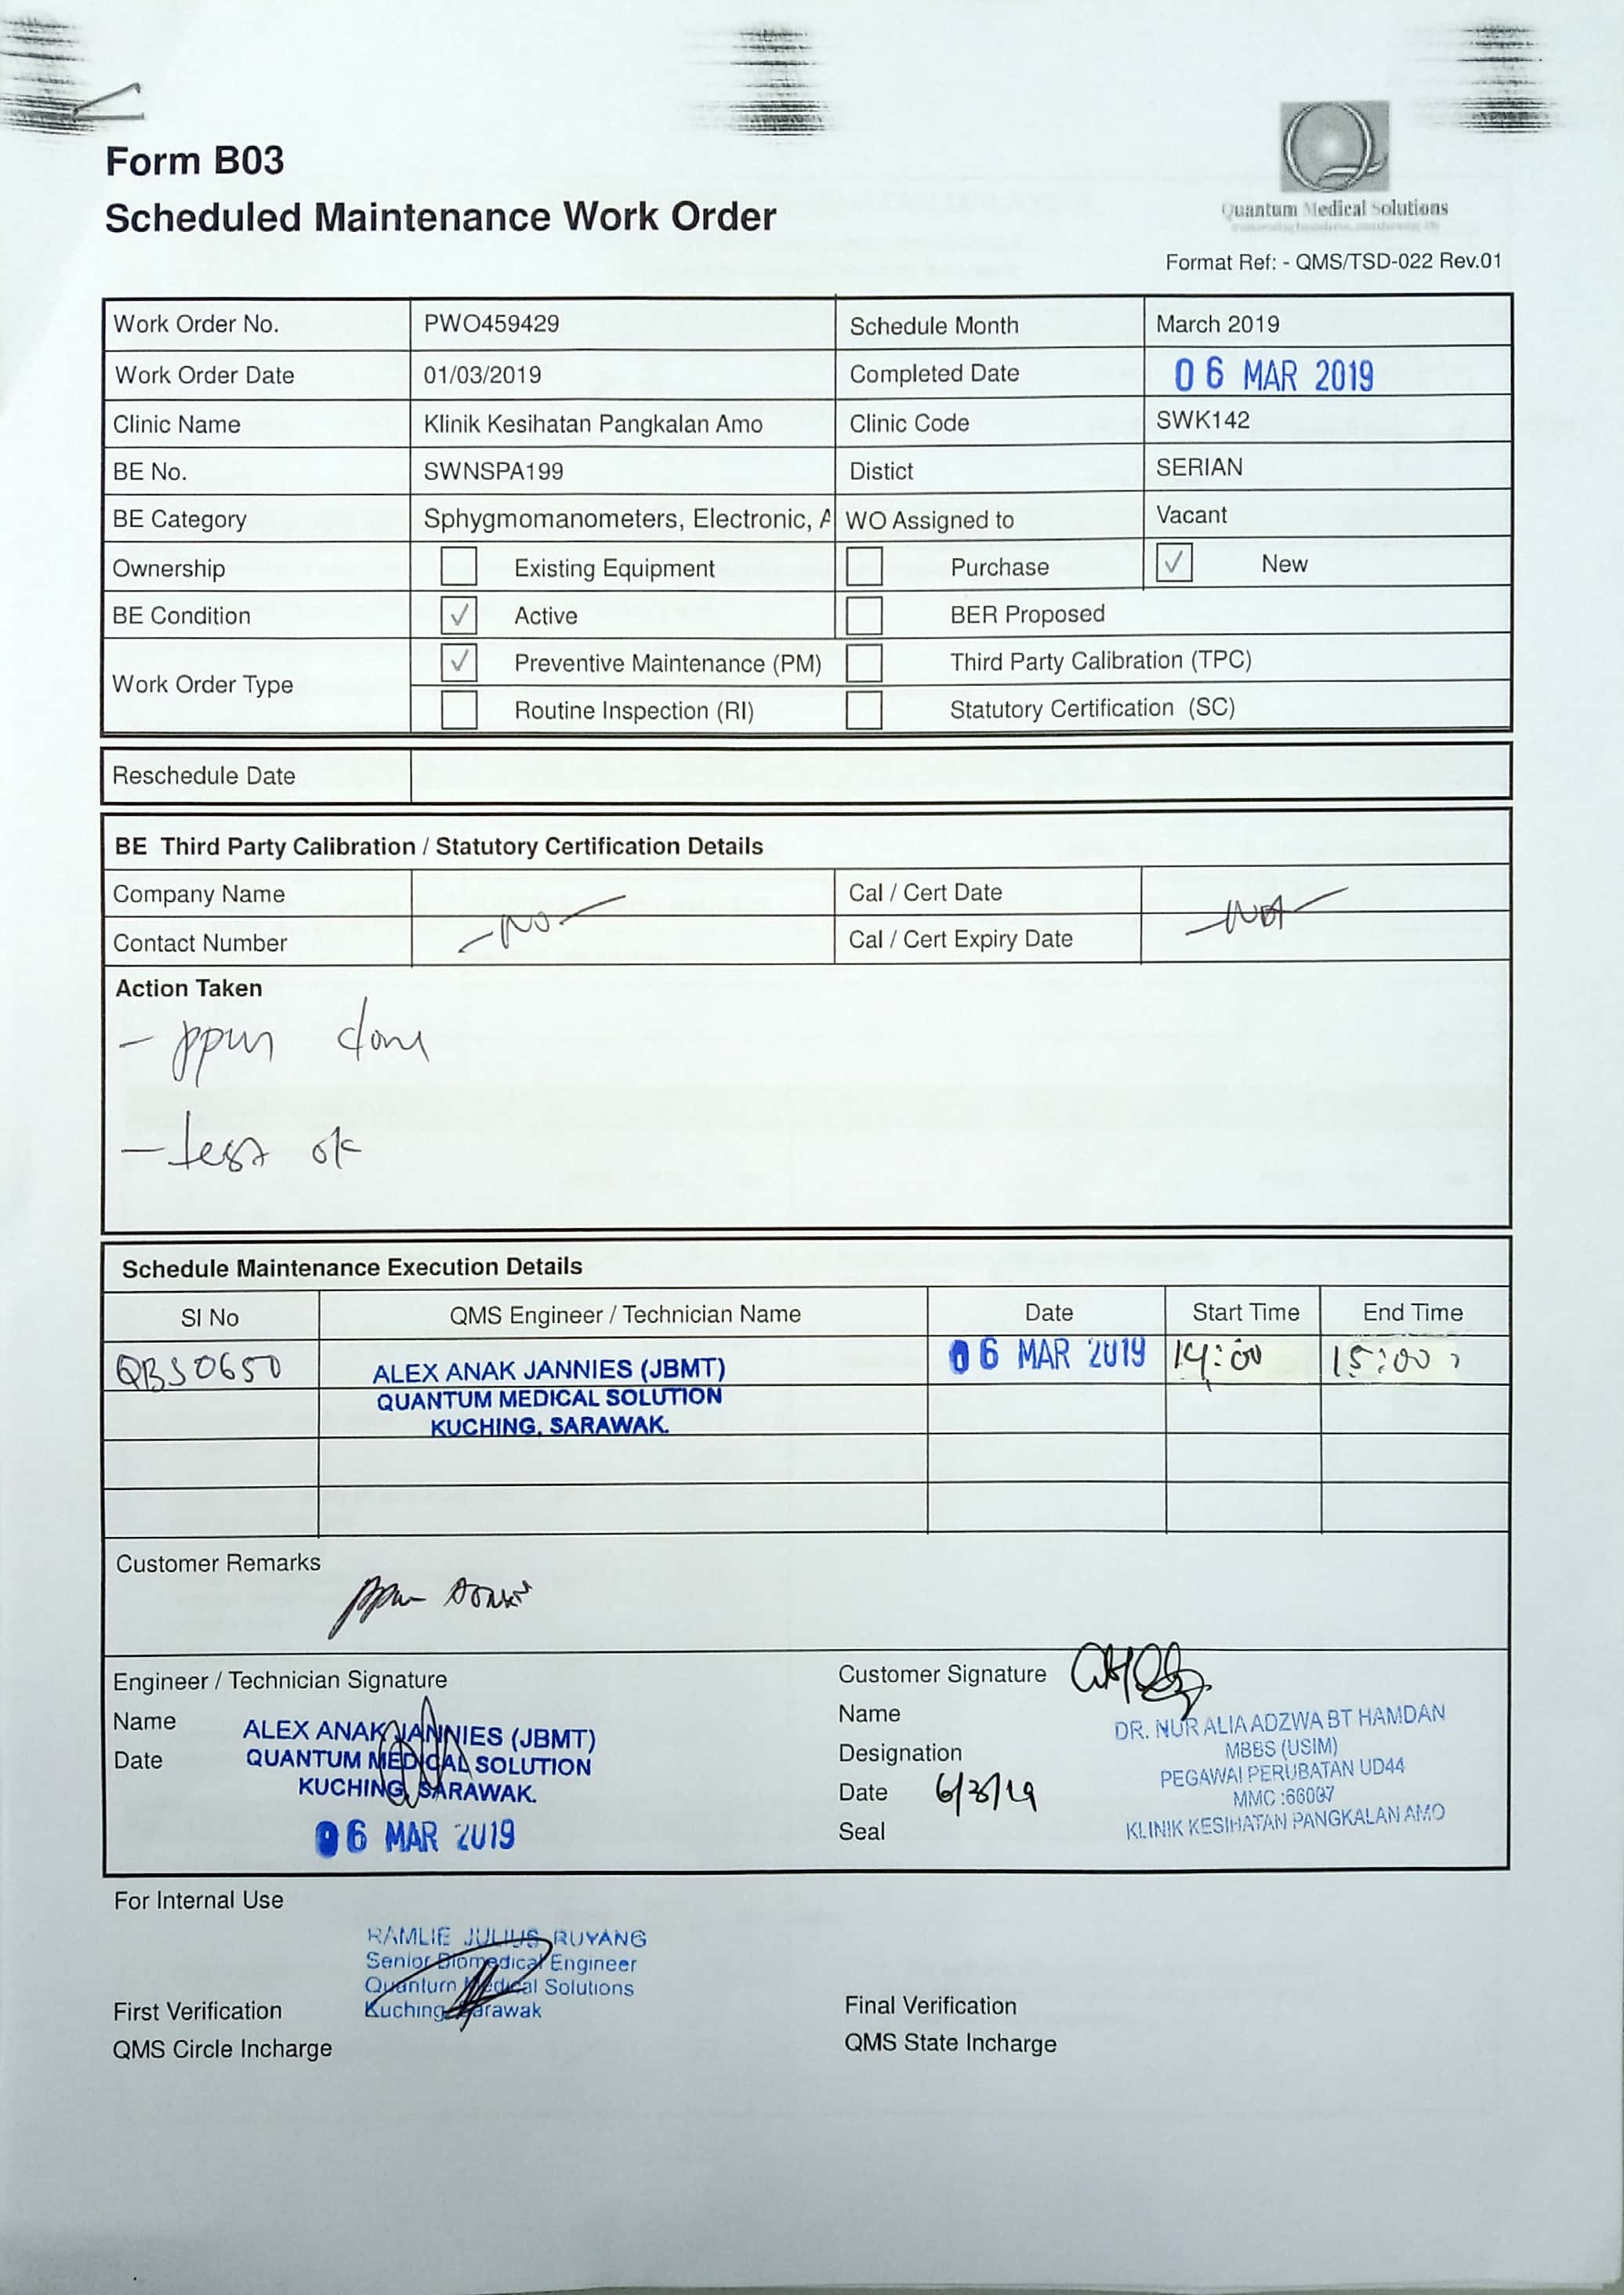 Form B03
Scheduled Maintenance Work Order
Quantum Medical Solutions
Format Ref: - QMS/TSD-022 Rev.01
Work Order No. PWO459429 Schedule Month March 2019
Work Order Date 01/03/2019 Completed Date 06 MAR 2019
Clinic Name Klinik Kesihatan Pangkalan Amo Clinic Code SWK142
BE No. SWNSPA199 Distict SERIAN
BE Category Sphygmomanometers, Electronic, A WO Assigned to Vacant
Ownership Existing Equipment Purchase ✓ New
BE Condition ✓ Active BER Proposed
Work Order Type ✓ Preventive Maintenance (PM) Third Party Calibration (TPC)
Routine Inspection (RI) Statutory Certification (SC)
Reschedule Date
BE Third Party Calibration / Statutory Certification Details
Company Name Cal / Cert Date
Contact Number Cal / Cert Expiry Date
Action Taken
- ppm done
- test ok
Schedule Maintenance Execution Details
SI No QMS Engineer / Technician Name Date Start Time End Time
QBS0650 ALEX ANAK JANNIES (JBMT) 06 MAR 2019 14:00 15:00
QUANTUM MEDICAL SOLUTION
KUCHING, SARAWAK.
Customer Remarks
ppm done
Engineer / Technician Signature Customer Signature
Name ALEX ANAK JANNIES (JBMT) Name DR. NUR ALIA ADZWA BT HAMDAN
Date QUANTUM MEDICAL SOLUTION Designation MBBS (USIM)
KUCHING, SARAWAK. Date 6/3/19 PEGAWAI PERUBATAN UD44
06 MAR 2019 Seal MMC :66007
KLINIK KESIHATAN PANGKALAN AMO
For Internal Use
RAMLIE JULIUS RUYANG
Senior Biomedical Engineer
Quantum Medical Solutions
First Verification Kuching, Sarawak Final Verification
QMS Circle Incharge QMS State Incharge